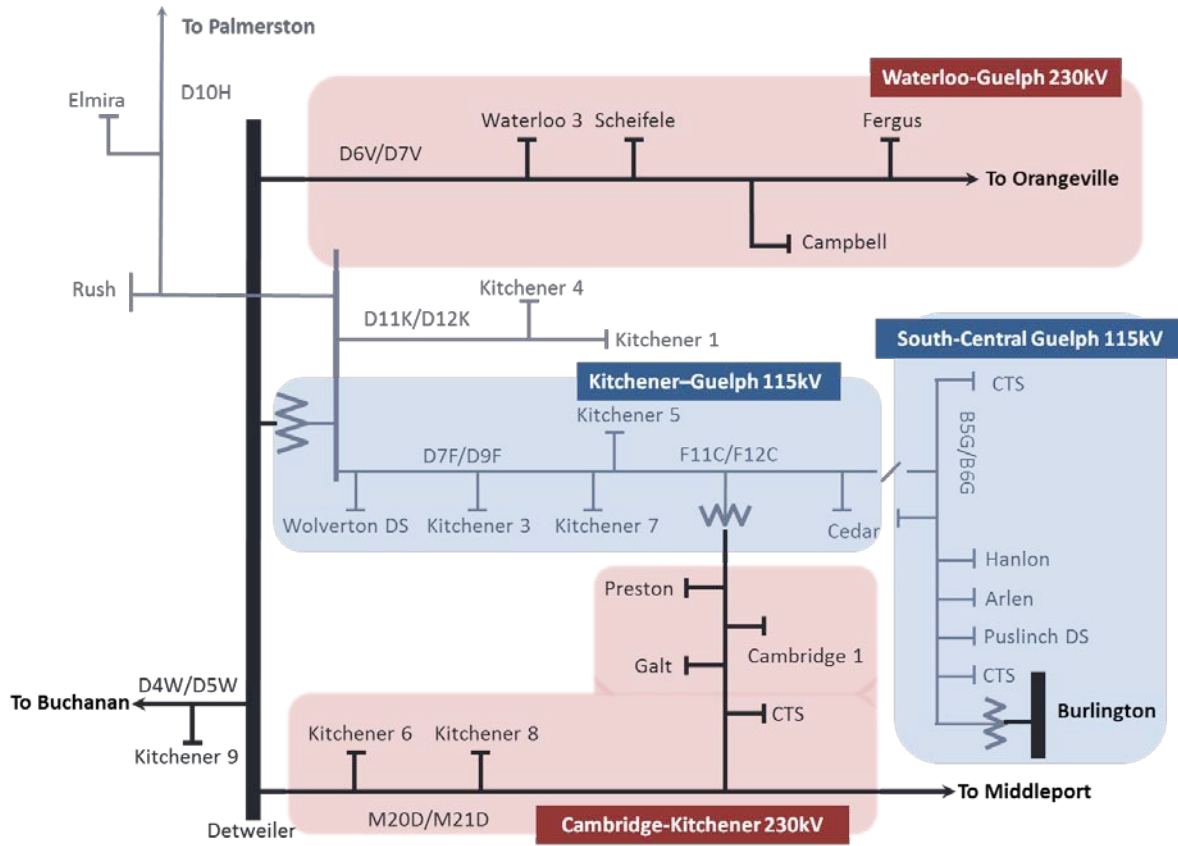 To Palmerston
D10H
Elmira
Waterloo-Guelph 230kV
Waterloo 3
Scheifele
Fergus
D6V/D7V
To Orangeville
Campbell
Rush
Kitchener 4
D11K/D12K
Kitchener 1
South-Central Guelph 115kV
Kitchener–Guelph 115kV
CTS
Kitchener 5
B5G/B6G
D7F/D9F
F11C/F12C
Wolverton DS
Kitchener 3
Kitchener 7
Cedar
Hanlon
Preston
Arlen
Puslinch DS
Cambridge 1
Galt
CTS
D4W/D5W
To Buchanan
CTS
Burlington
Kitchener 6
Kitchener 8
Kitchener 9
To Middleport
M20D/M21D
Cambridge-Kitchener 230kV
Detweiler